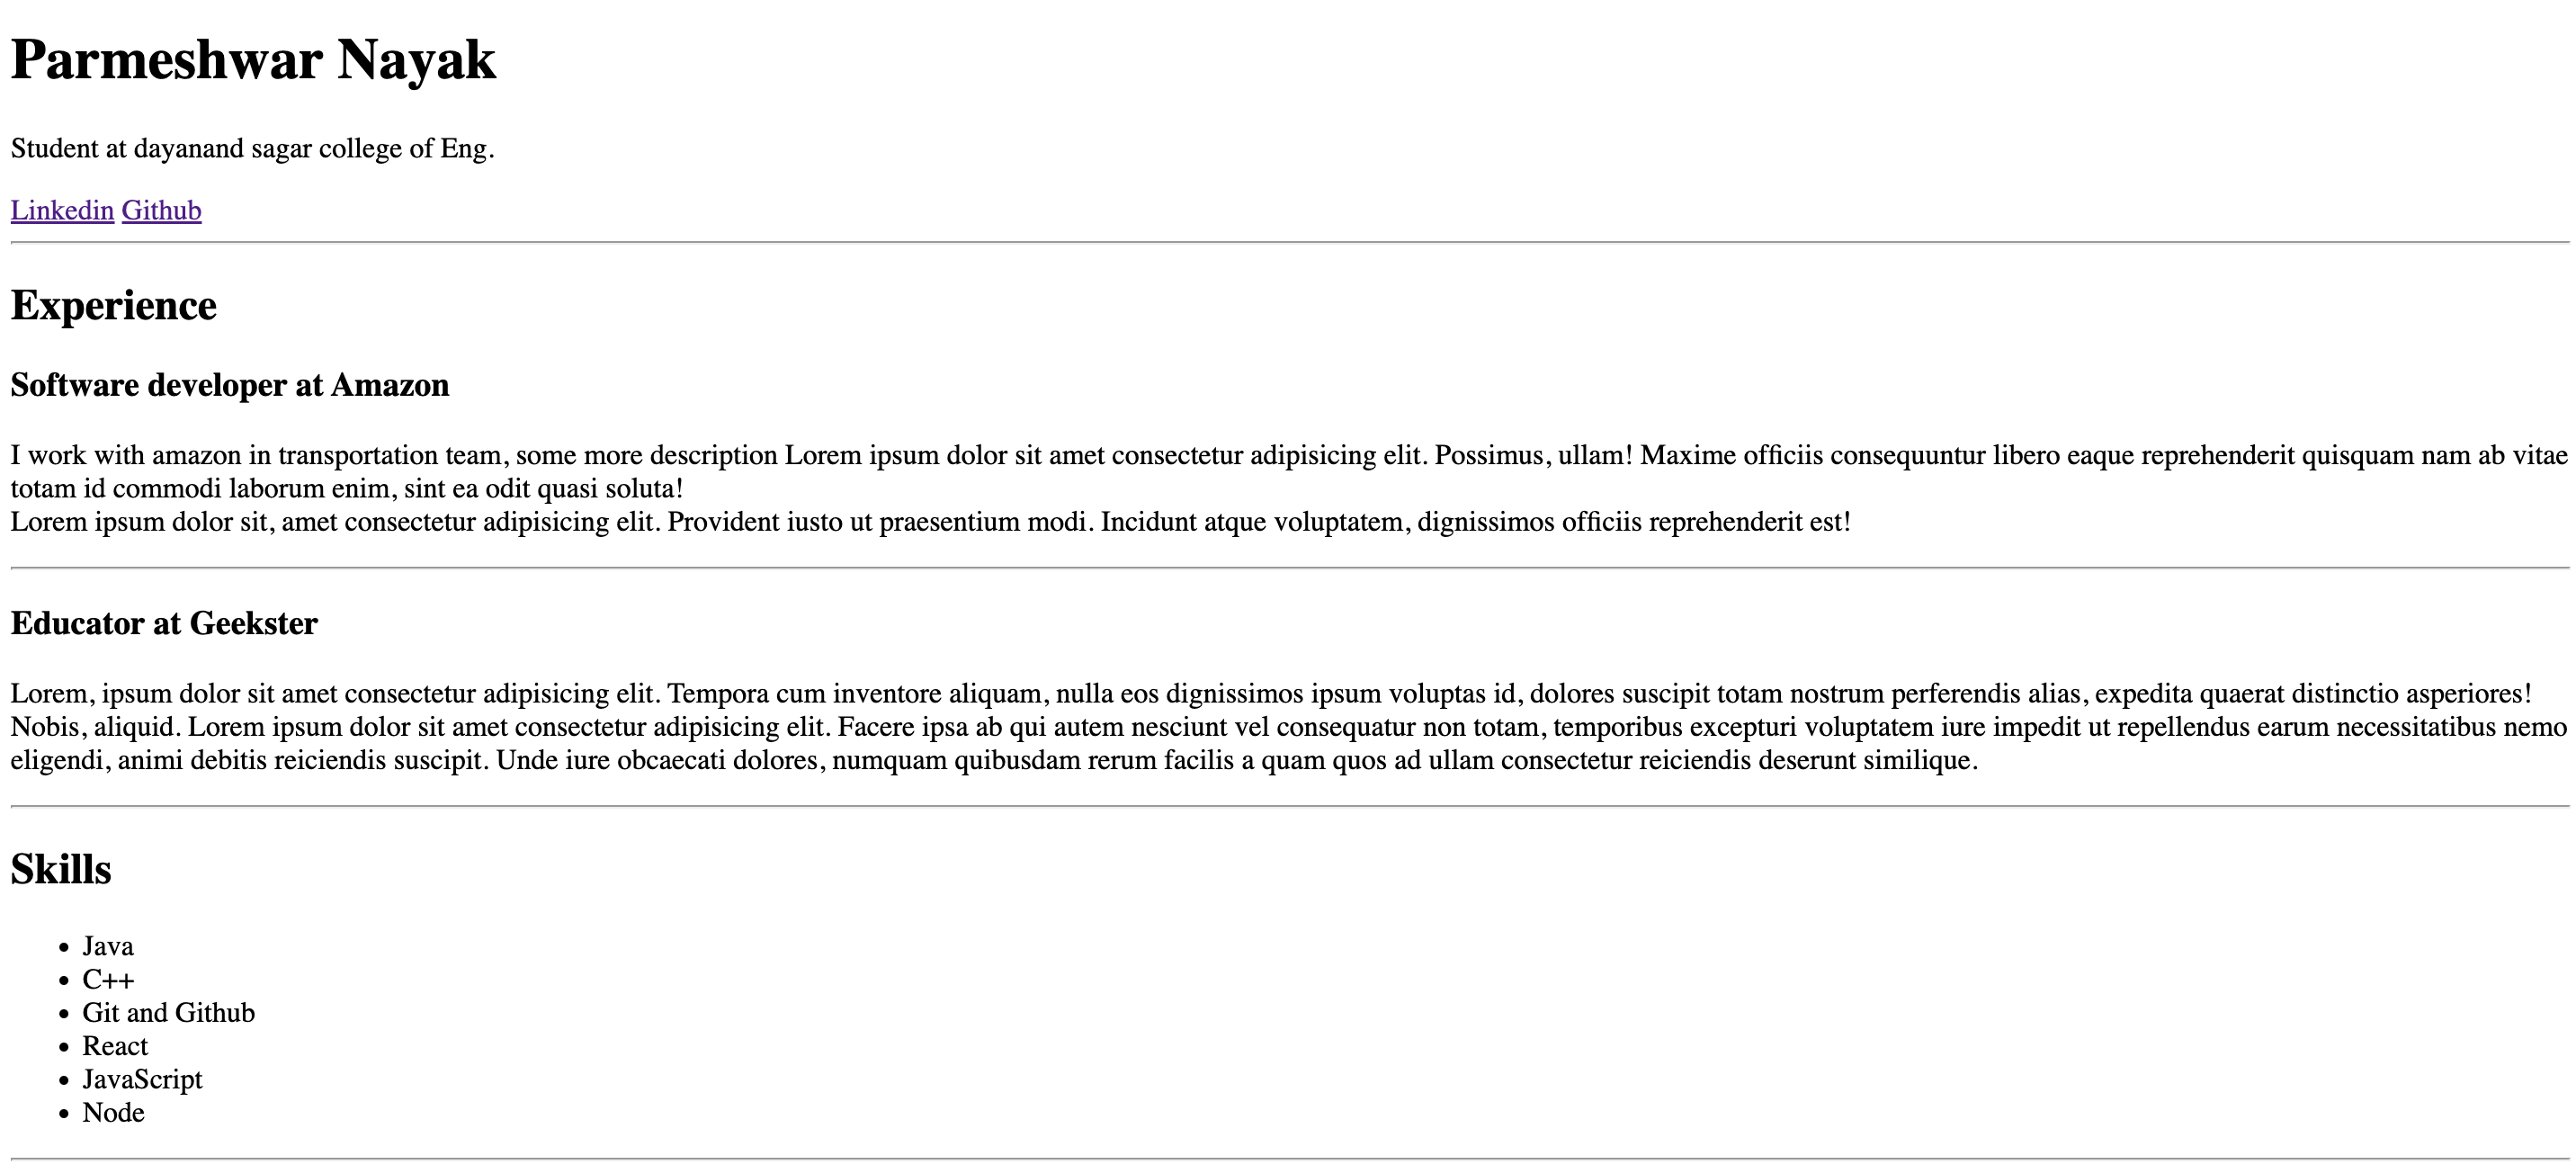 Parmeshwar Nayak
Student at dayanand sagar college of Eng.
Linkedin Github
Experience
Software developer at Amazon
I work with amazon in transportation team, some more description Lorem ipsum dolor sit amet consectetur adipisicing elit. Possimus, ullam! Maxime officiis consequuntur libero eaque reprehenderit quisquam nam ab vitae
totam id commodi laborum enim, sint ea odit quasi soluta!
Lorem ipsum dolor sit, amet consectetur adipisicing elit. Provident iusto ut praesentium modi. Incidunt atque voluptatem, dignissimos officiis reprehenderit est!
Educator at Geekster
Lorem, ipsum dolor sit amet consectetur adipisicing elit. Tempora cum inventore aliquam, nulla eos dignissimos ipsum voluptas id, dolores suscipit totam nostrum perferendis alias, expedita quaerat distinctio asperiores!
Nobis, aliquid. Lorem ipsum dolor sit amet consectetur adipisicing elit. Facere ipsa ab qui autem nesciunt vel consequatur non totam, temporibus excepturi voluptatem iure impedit ut repellendus earum necessitatibus nemo
eligendi, animi debitis reiciendis suscipit. Unde iure obcaecati dolores, numquam quibusdam rerum facilis a quam quos ad ullam consectetur reiciendis deserunt similique.
Skills
• Java
• C++
• Git and Github
• React
• JavaScript
• Node